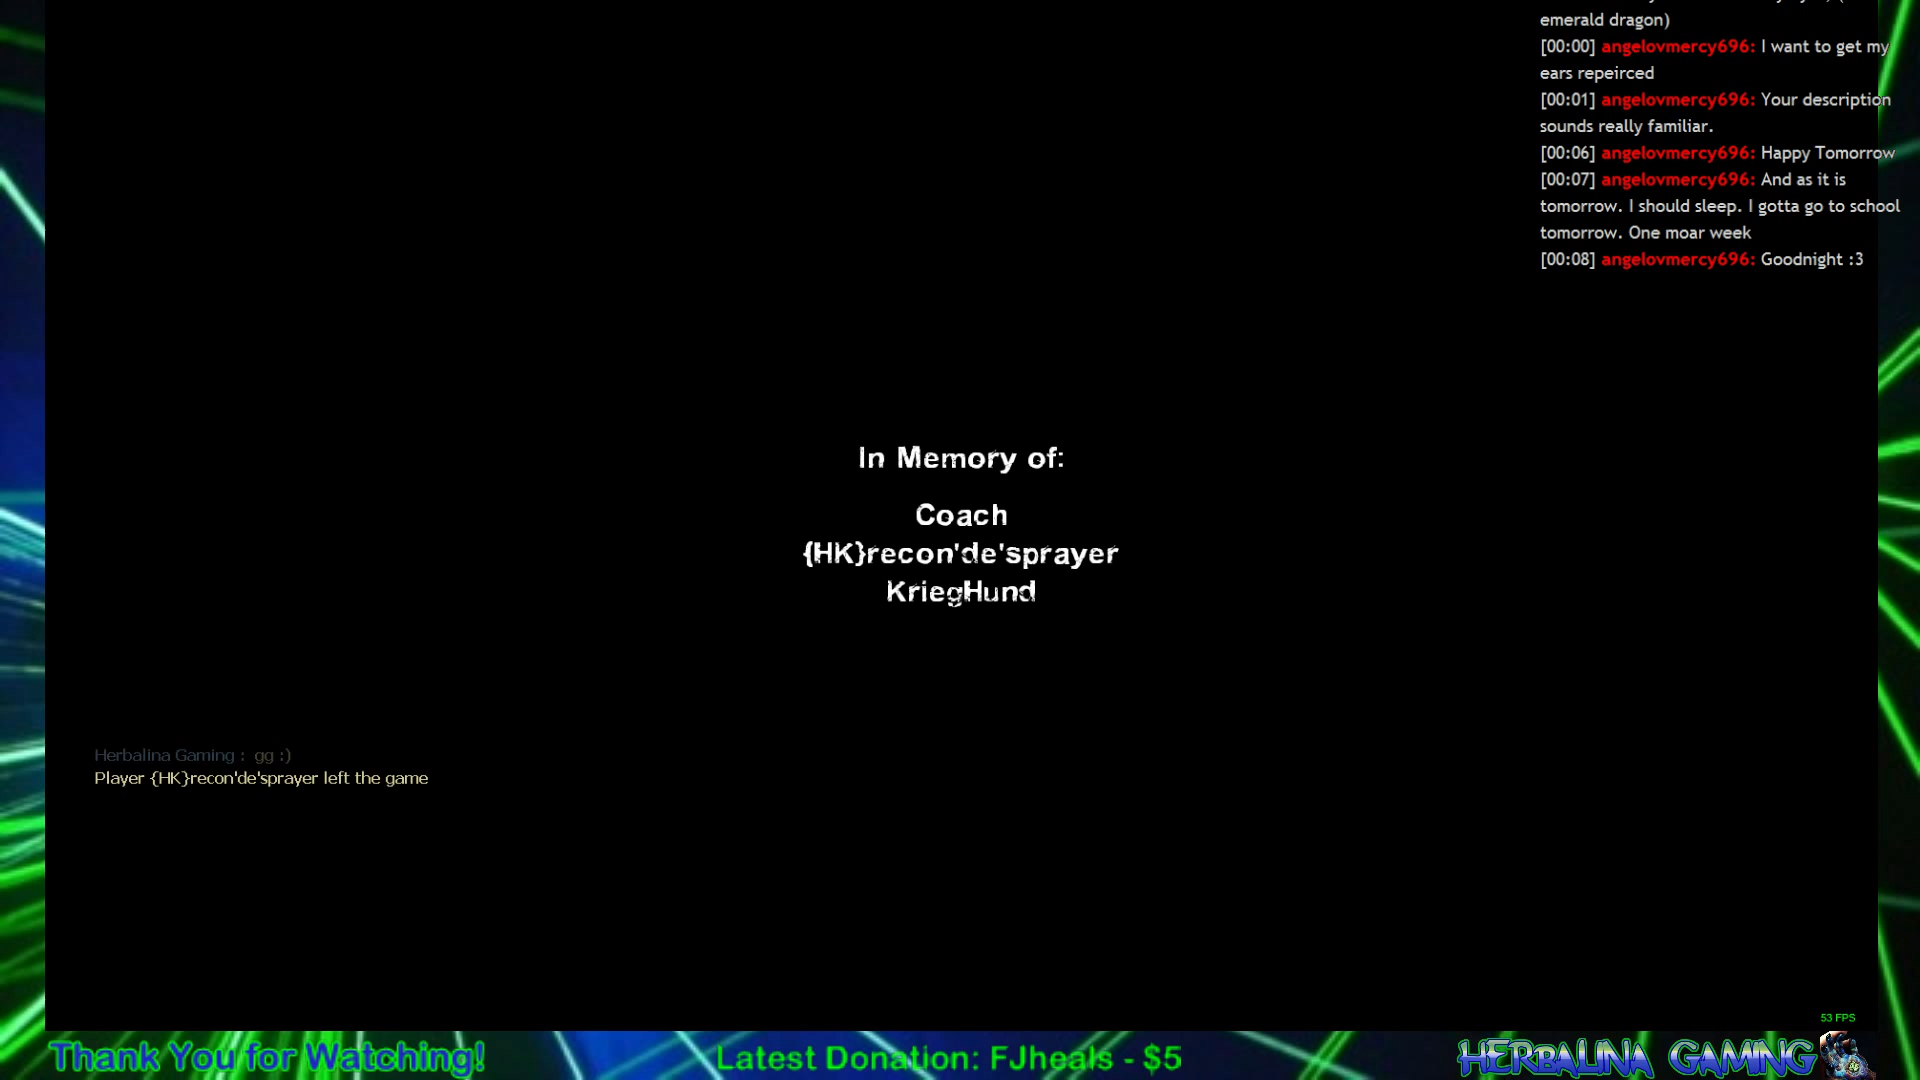 emerald dragon)
[00:00] angelovmercy696: I want to get my
ears repeirced
[00:01] angelovmercy696: Your description
sounds really familiar.
[00:06] angelovmercy696: Happy Tomorrow
[00:07] angelovmercy696: And as it is
tomorrow. I should sleep. I gotta go to school
tomorrow. One moar week
[00:08] angelovmercy696: Goodnight :3
In Memory of:
Coach
{HK}recon'de'sprayer
KriegHund
Herbalina Gaming : gg :)
Player {HK}recon'de'sprayer left the game
53 FPS
Thank You for Watching!
Latest Donation: FJheals - $5
HERBALINA GAMING